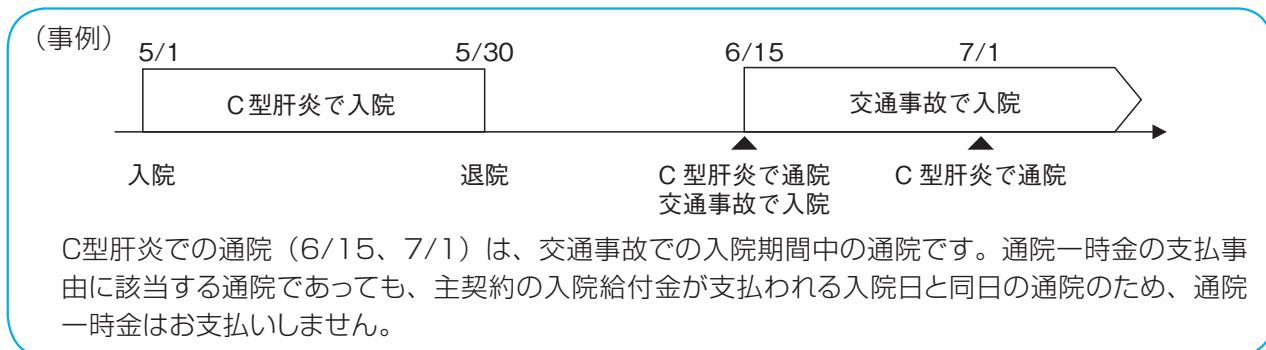 （事例）
5/1 5/30 6/15 7/1
C型肝炎で入院 交通事故で入院
入院 退院 C型肝炎で通院 C型肝炎で通院
交通事故で入院
C型肝炎での通院（6/15、7/1）は、交通事故での入院期間中の通院です。通院一時金の支払事
由に該当する通院であっても、主契約の入院給付金が支払われる入院日と同日の通院のため、通院
一時金はお支払いしません。